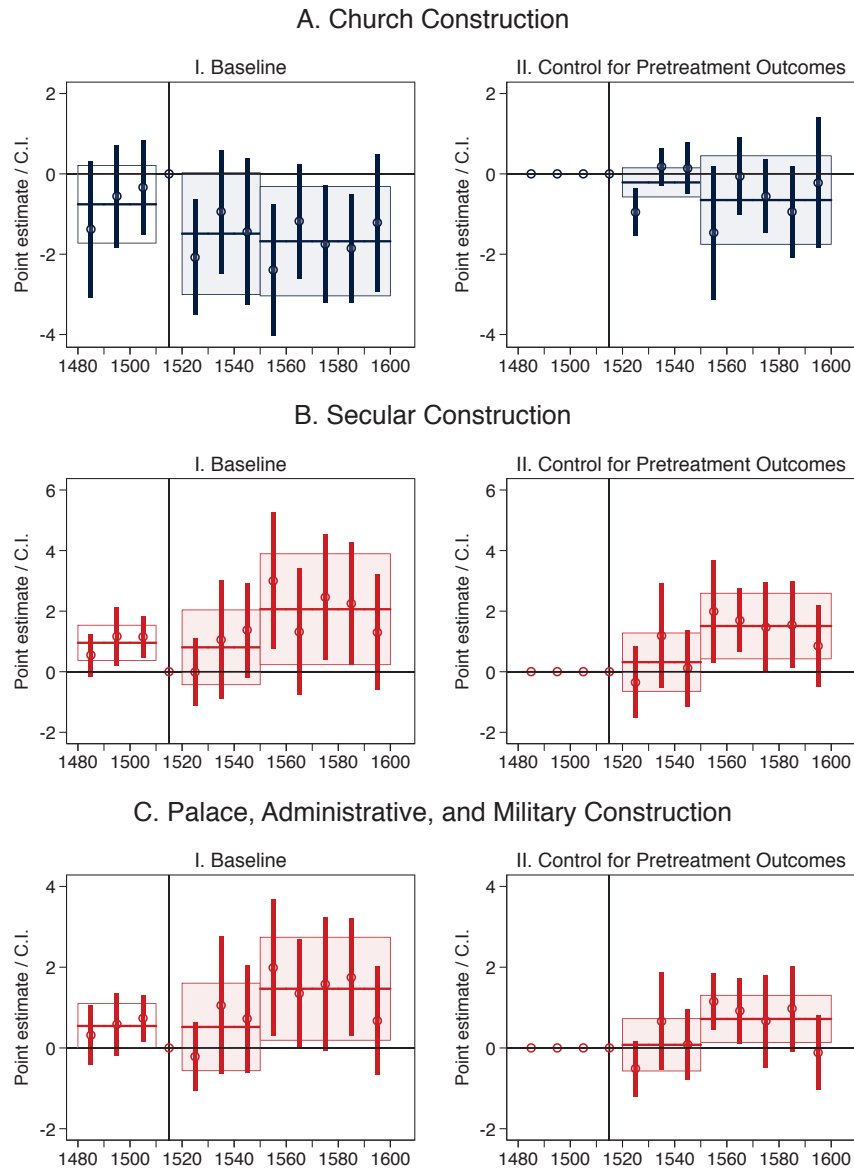 A. Church Construction
I. Baseline
II. Control for Pretreatment Outcomes
Point estimate / C.I.
2
0
-2
-4
1480 1500 1520 1540 1560 1580 1600
Point estimate / C.I.
2
0
-2
-4
1480 1500 1520 1540 1560 1580 1600
B. Secular Construction
I. Baseline
II. Control for Pretreatment Outcomes
Point estimate / C.I.
6
4
2
0
-2
1480 1500 1520 1540 1560 1580 1600
Point estimate / C.I.
6
4
2
0
-2
1480 1500 1520 1540 1560 1580 1600
C. Palace, Administrative, and Military Construction
I. Baseline
II. Control for Pretreatment Outcomes
Point estimate / C.I.
4
2
0
-2
1480 1500 1520 1540 1560 1580 1600
Point estimate / C.I.
4
2
0
-2
1480 1500 1520 1540 1560 1580 1600